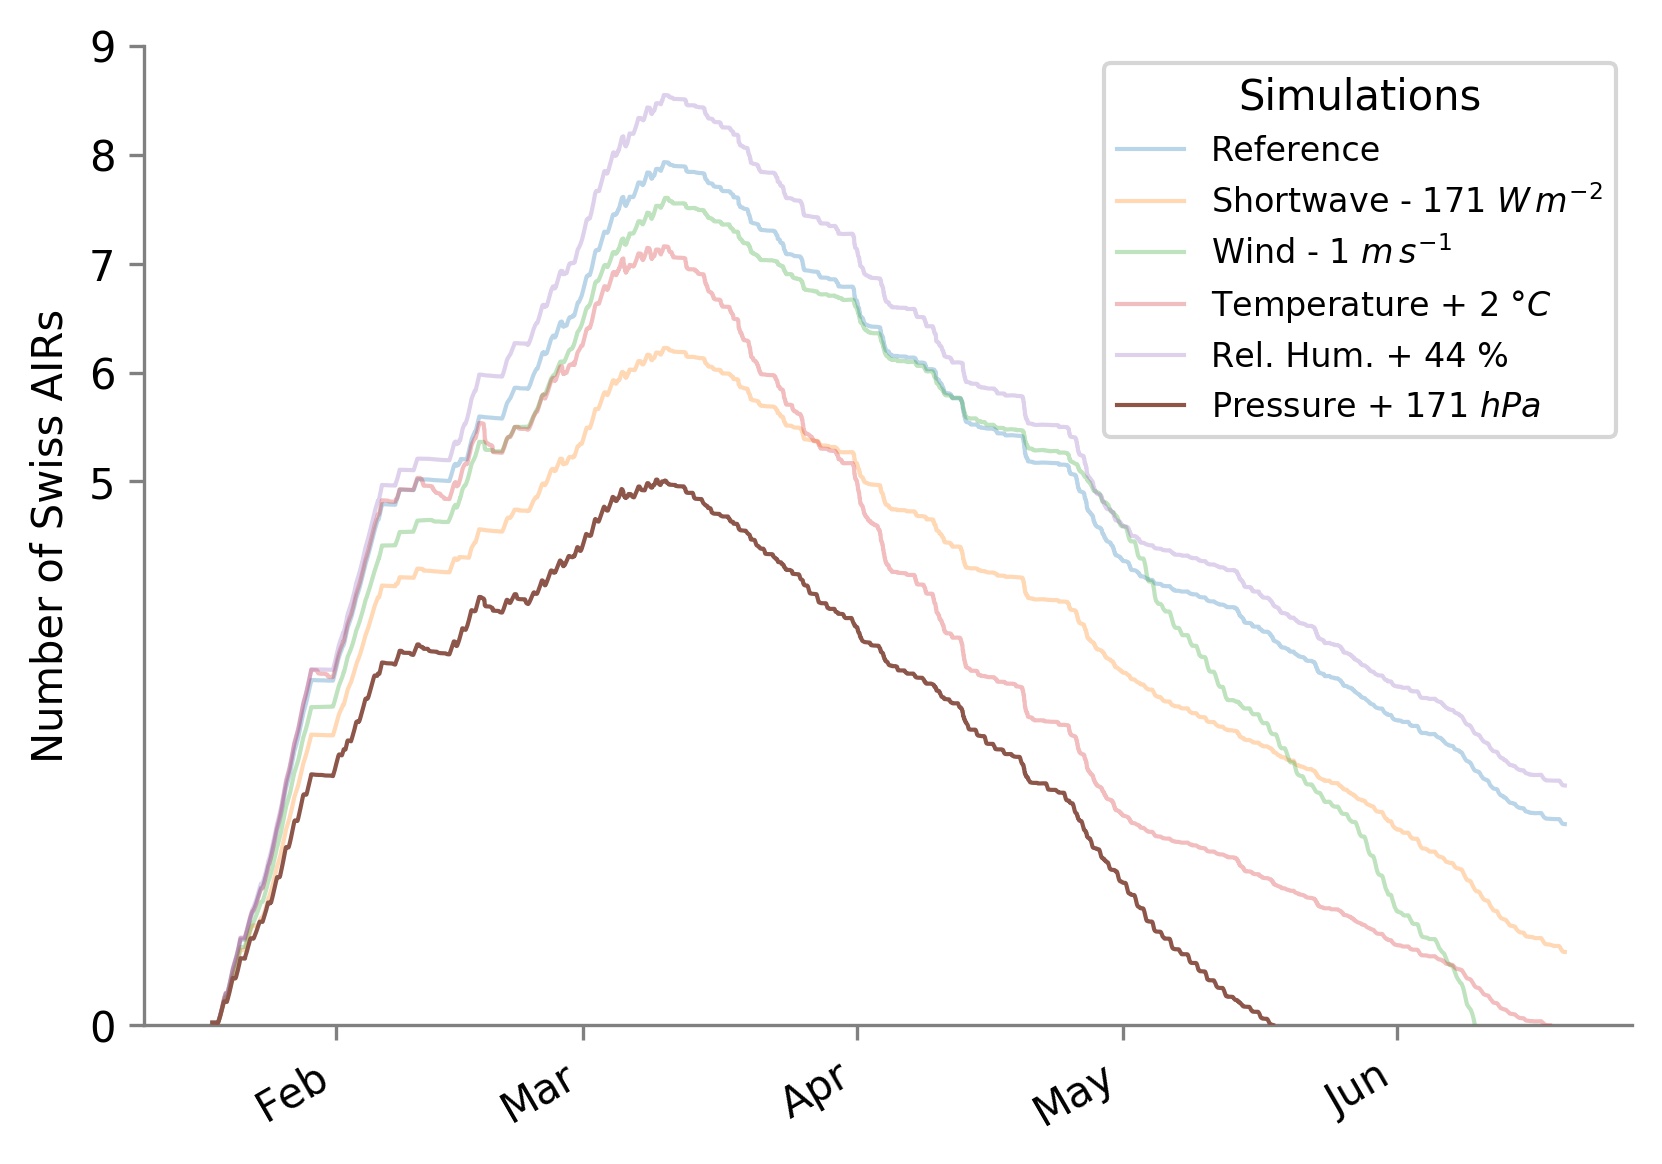 9
8
7
6
5
0
Number of Swiss AIRs
Feb
Mar
Apr
May
Jun
Simulations
Reference
Shortwave - 171 W m⁻²
Wind - 1 m s⁻¹
Temperature + 2 °C
Rel. Hum. + 44 %
Pressure + 171 hPa